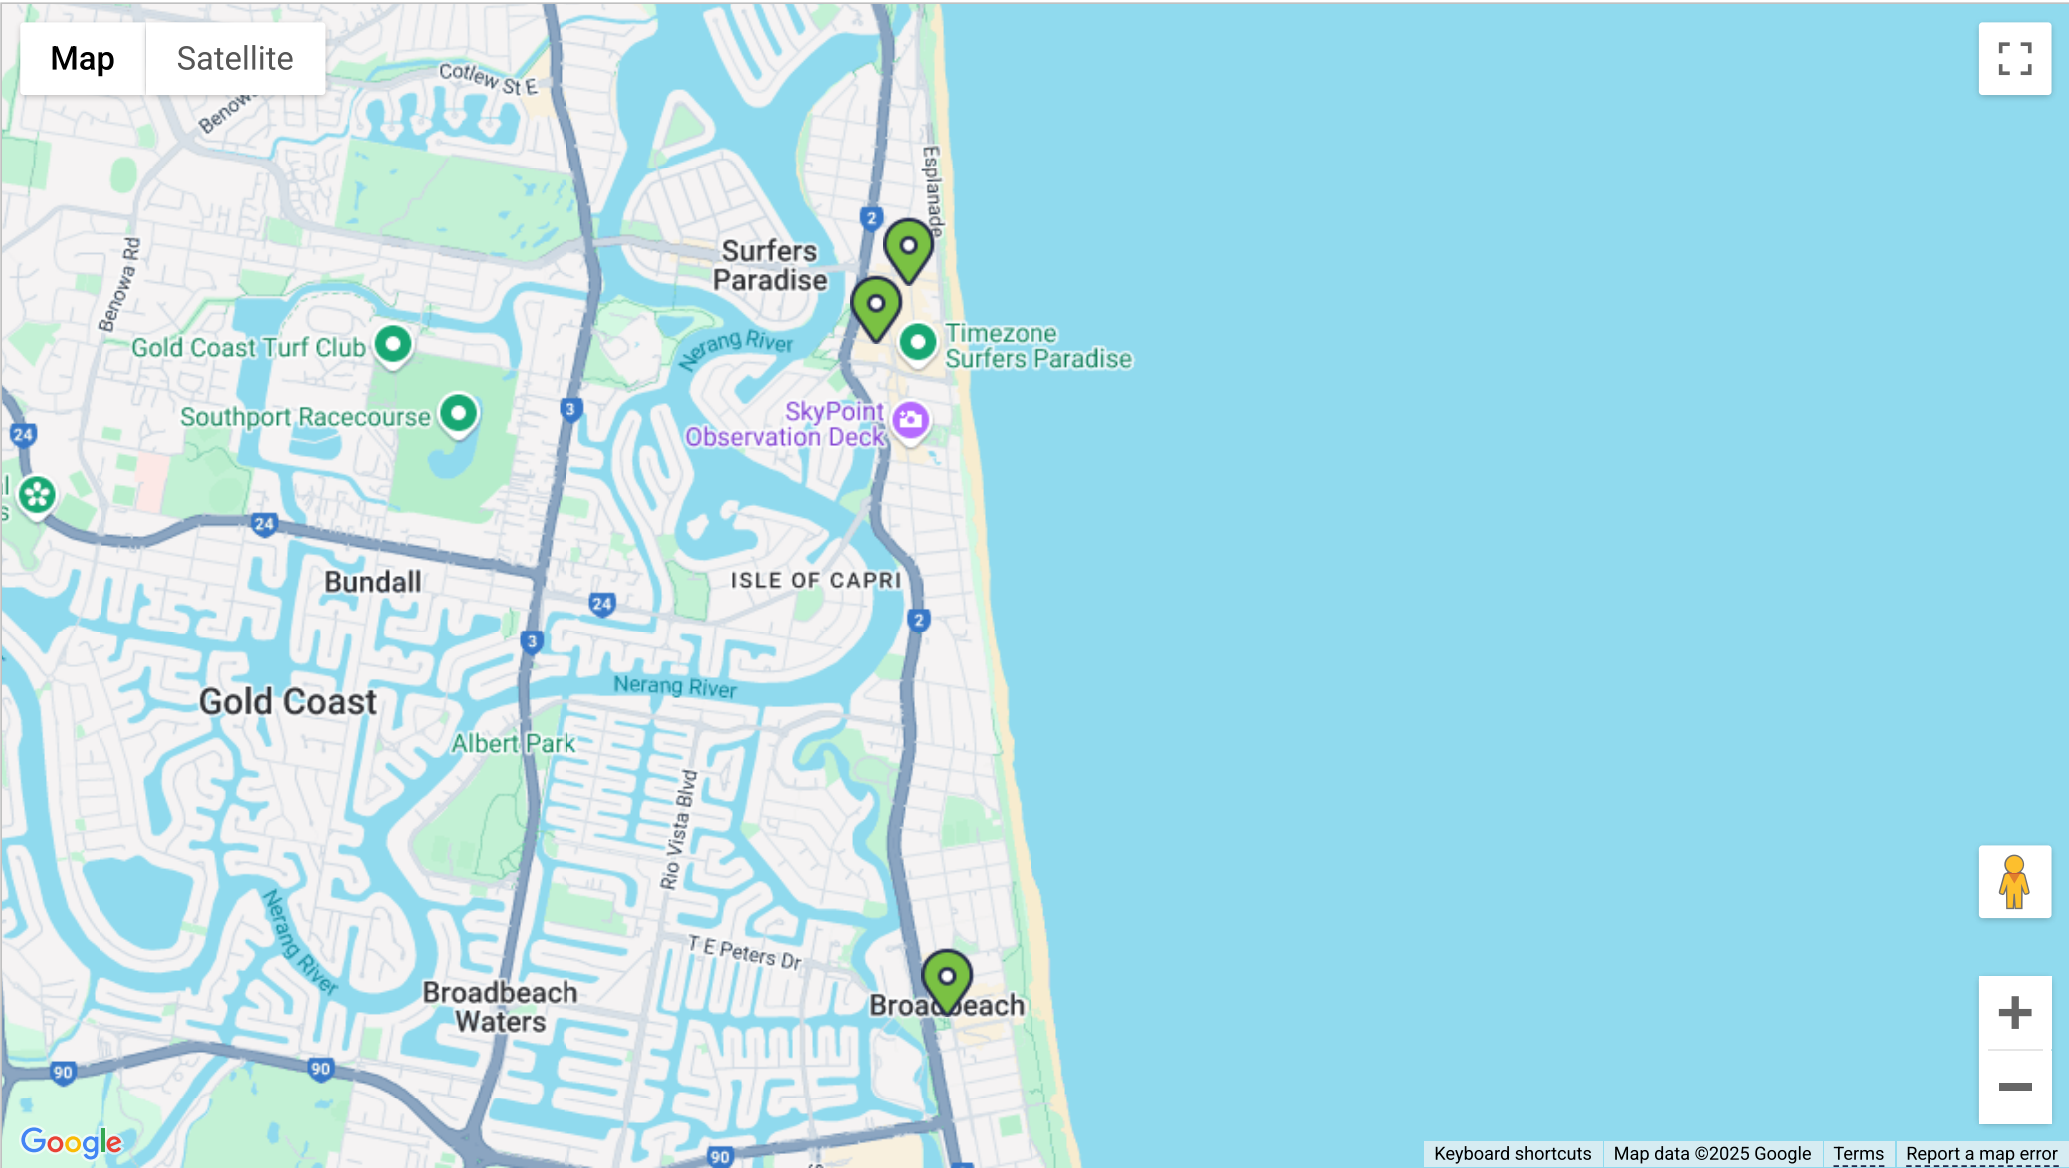 Map
Satellite
Cotlew St E
Benow
Esplanade
2
Surfers
Paradise
Benowa Rd
Gold Coast Turf Club
Nerang River
Timezone
Surfers Paradise
Southport Racecourse
3
SkyPoint
Observation Deck
24
l
s
24
Bundall
ISLE OF CAPRI
24
2
3
Nerang River
Gold Coast
Albert Park
Rio Vista Blvd
Nerang River
T E Peters Dr
Broadbeach
Waters
Broadbeach
90
90
90
Google
Keyboard shortcuts
Map data ©2025 Google
Terms
Report a map error